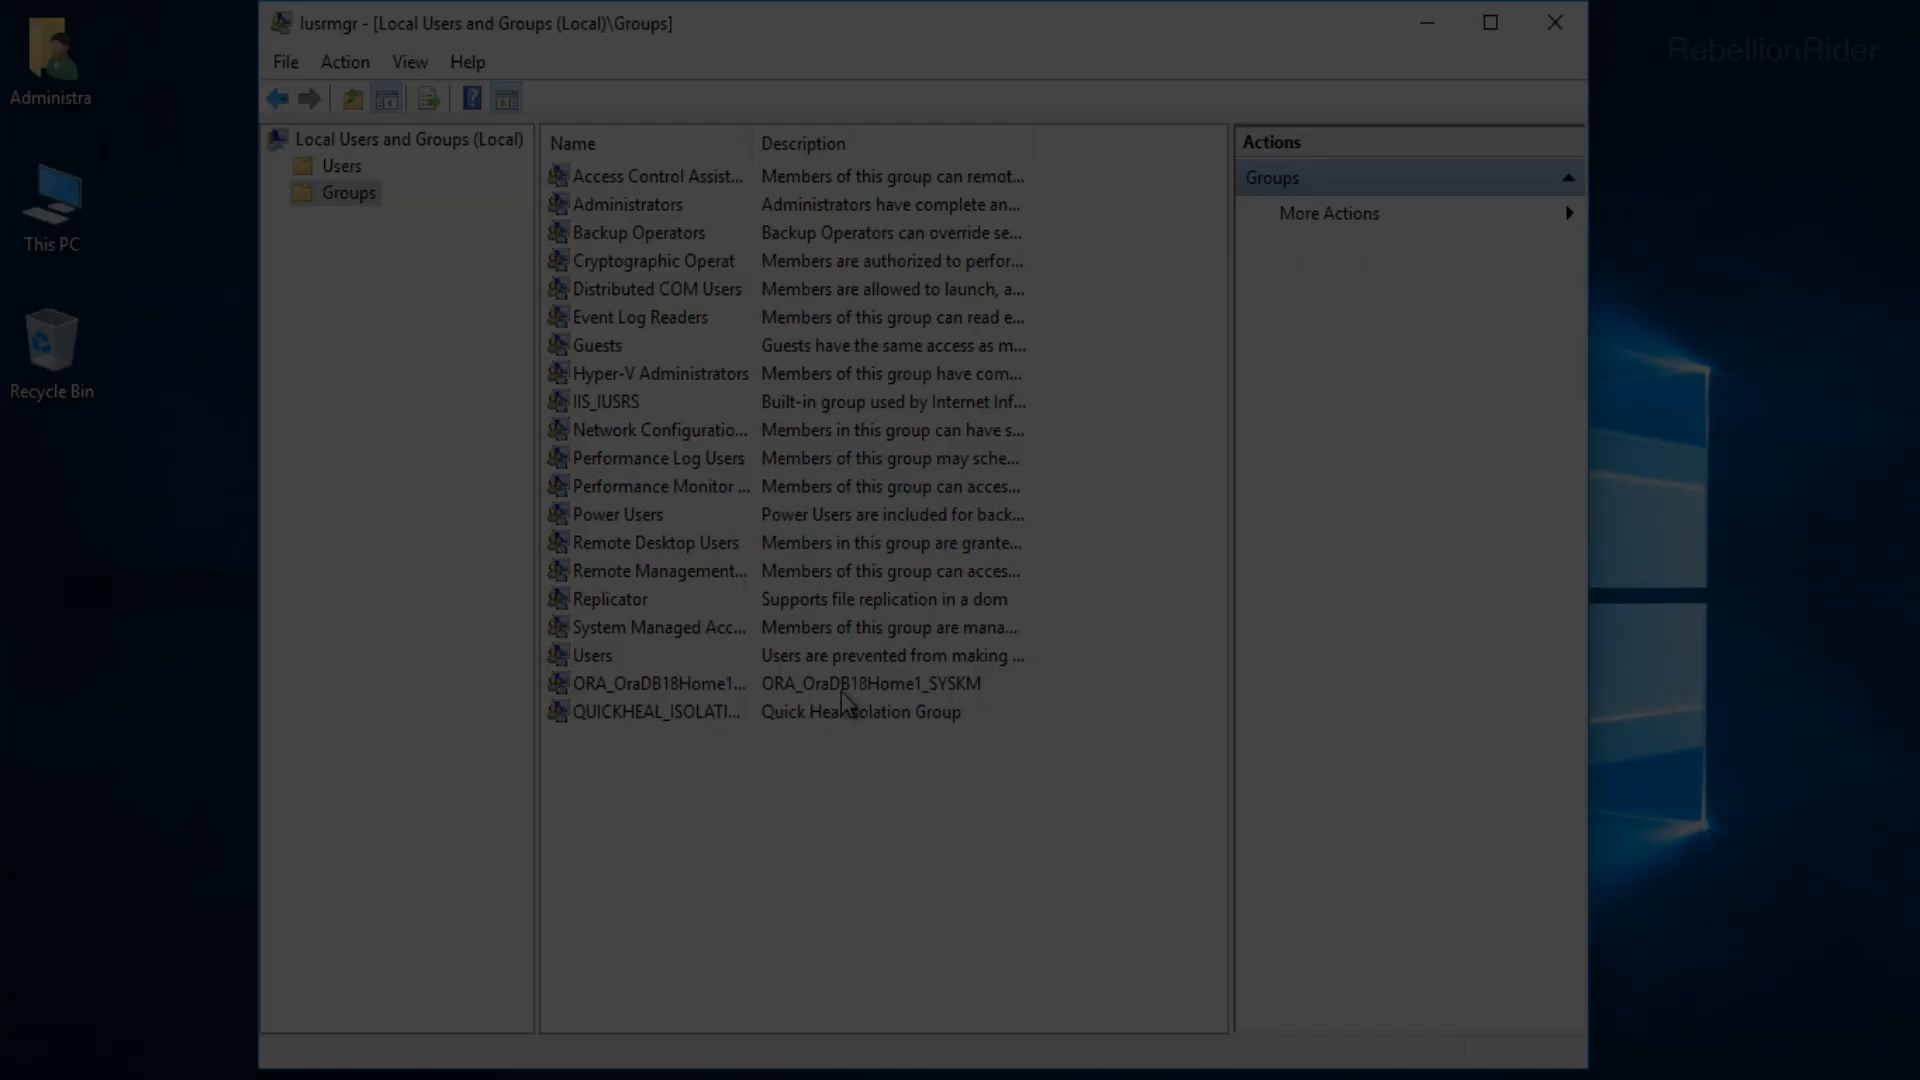 lusrmgr - [Local Users and Groups (Local)\Groups]
RebellionRider
File Action View Help
Administra
This PC
Recycle Bin
Local Users and Groups (Local)
Users
Groups
Name Description
Access Control Assist... Members of this group can remot...
Administrators Administrators have complete an...
Backup Operators Backup Operators can override se...
Cryptographic Operat Members are authorized to perfor...
Distributed COM Users Members are allowed to launch, a...
Event Log Readers Members of this group can read e...
Guests Guests have the same access as m...
Hyper-V Administrators Members of this group have com...
IIS_IUSRS Built-in group used by Internet Inf...
Network Configuratio... Members in this group can have s...
Performance Log Users Members of this group may sche...
Performance Monitor ... Members of this group can acces...
Power Users Power Users are included for back...
Remote Desktop Users Members in this group are grante...
Remote Management... Members of this group can acces...
Replicator Supports file replication in a dom
System Managed Acc... Members of this group are mana...
Users Users are prevented from making ...
ORA_OraDB18Home1... ORA_OraDB18Home1_SYSKM
QUICKHEAL_ISOLATI... Quick Heal Isolation Group
Actions
Groups
More Actions